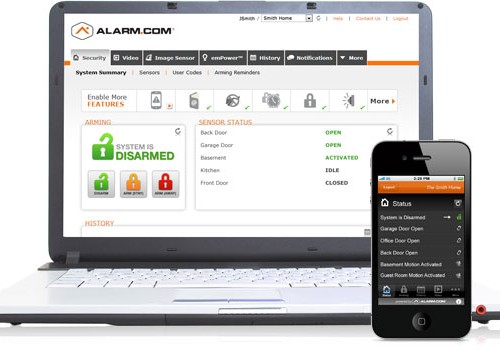 JSmith / Smith Home | Help | Contact Us | Logout
ALARM.COM
Security Video Image Sensor emPower™ History Notifications More
System Summary | Sensors | User Codes | Arming Reminders
Enable More
FEATURES
More
ARMING
SYSTEM IS
DISARMED
DISARM ARM (STAY) ARM (AWAY)
SENSOR STATUS
Back Door OPEN
Garage Door OPEN
Basement ACTIVATED
Kitchen IDLE
Front Door CLOSED
HISTORY
Logout The Smith Home
Status
System is Disarmed
Garage Door Open
Office Door Open
Back Door Open
Basement Motion Activated
Guest Room Motion Activated
Status
powered by ALARM.COM